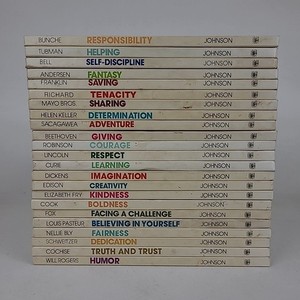 BUNCHE RESPONSIBILITY JOHNSON
TUBMAN HELPING JOHNSON
BELL SELF-DISCIPLINE JOHNSON
ANDERSEN FANTASY JOHNSON
FRANKLIN SAVING JOHNSON
RICHARD TENACITY JOHNSON
MAYO BROS. SHARING JOHNSON
HELEN KELLER DETERMINATION JOHNSON
SACAGAWEA ADVENTURE JOHNSON
BEETHOVEN GIVING JOHNSON
ROBINSON COURAGE JOHNSON
LINCOLN RESPECT JOHNSON
CURIE LEARNING JOHNSON
DICKENS IMAGINATION JOHNSON
EDISON CREATIVITY JOHNSON
ELIZABETH FRY KINDNESS JOHNSON
COOK BOLDNESS JOHNSON
FOX FACING A CHALLENGE JOHNSON
LOUIS PASTEUR BELIEVING IN YOURSELF JOHNSON
NELLIE BLY FAIRNESS JOHNSON
SCHWEITZER DEDICATION JOHNSON
COCHISE TRUTH AND TRUST JOHNSON
WILL ROGERS HUMOR JOHNSON